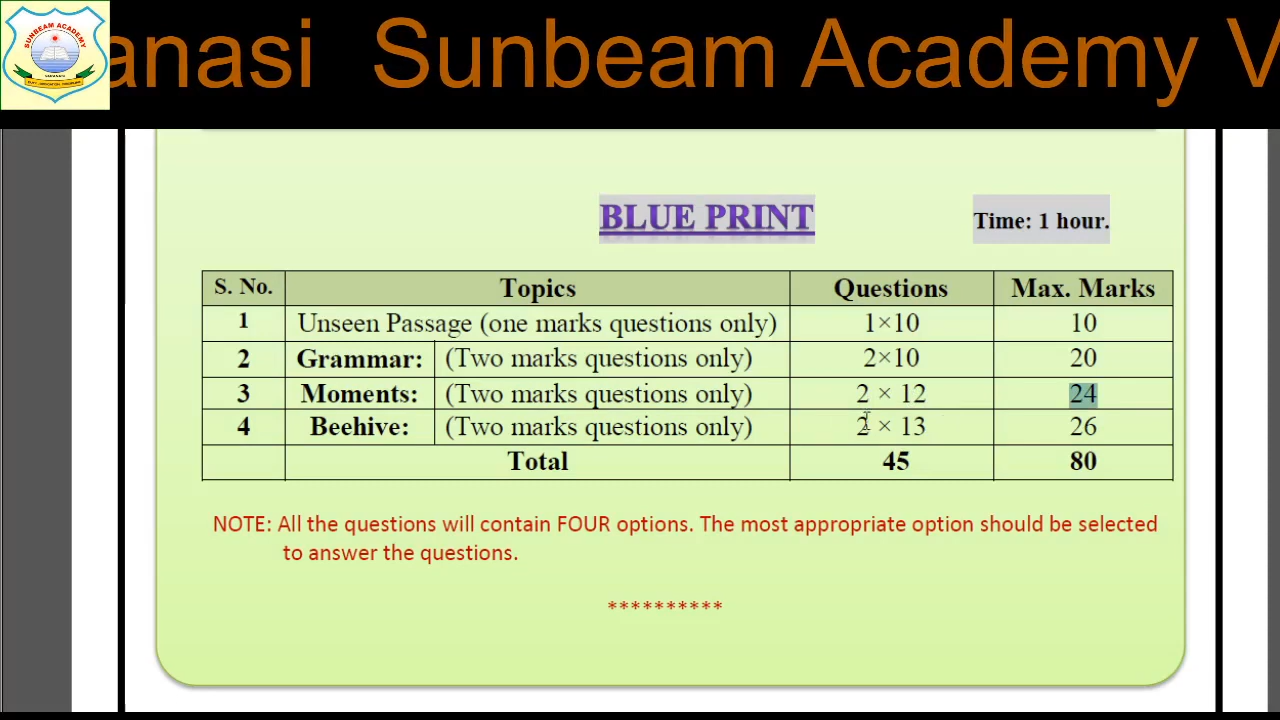 SUNBEAM ACADEMY
VARANASI
anasi Sunbeam Academy V
BLUE PRINT
Time: 1 hour.
S. No. Topics Questions Max. Marks
1 Unseen Passage (one marks questions only) 1×10 10
2 Grammar: (Two marks questions only) 2×10 20
3 Moments: (Two marks questions only) 2 × 12 24
4 Beehive: (Two marks questions only) 2 × 13 26
Total 45 80
NOTE: All the questions will contain FOUR options. The most appropriate option should be selected
to answer the questions.
**********